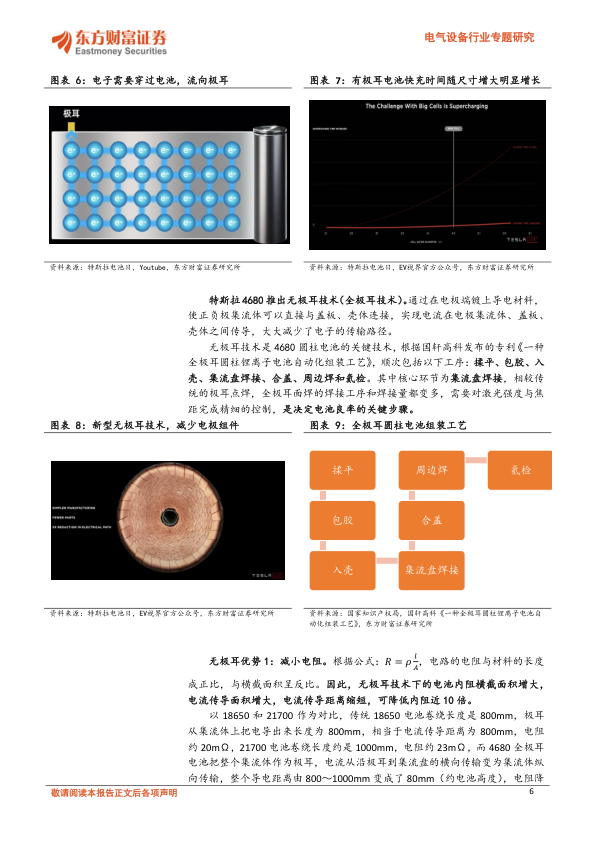 东方财富证券
Eastmoney Securities
电气设备行业专题研究
图表 6：电子需要穿过电池，流向极耳
图表 7：有极耳电池快充时间随尺寸增大明显增长
极耳
The Challenge With Big Cells is Supercharging
TESLA
资料来源：特斯拉电池日，Youtube，东方财富证券研究所
资料来源：特斯拉电池日，EV视界官方公众号，东方财富证券研究所
特斯拉 4680 推出无极耳技术(全极耳技术)。通过在电极端镀上导电材料，
使正负极集流体可以直接与盖板、壳体连接，实现电流在电极集流体、盖板、
壳体之间传导，大大减少了电子的传输路径。
无极耳技术是 4680 圆柱电池的关键技术，根据国轩高科发布的专利《一种
全极耳圆柱锂离子电池自动化组装工艺》，顺次包括以下工序：揉平、包胶、入
壳、集流盘焊接、合盖、周边焊和氦检。其中核心环节为集流盘焊接，相较传
统的极耳点焊，全极耳面焊的焊接工序和焊接量都变多，需要对激光强度与焦
距完成精细的控制，是决定电池良率的关键步骤。
图表 8：新型无极耳技术，减少电极组件
图表 9：全极耳圆柱电池组装工艺
SIMPLER MANUFACTURING
FEWER PARTS
5X REDUCTION IN ELECTRICAL PATH
TESLA
揉平
周边焊
氦检
包胶
合盖
入壳
集流盘焊接
资料来源：特斯拉电池日，EV视界官方公众号，东方财富证券研究所
资料来源：国家知识产权局，国轩高科《一种全极耳圆柱锂离子电池自
动化组装工艺》，东方财富证券研究所
无极耳优势 1：减小电阻。根据公式：R = ρ l/A，电路的电阻与材料的长度
成正比，与横截面积呈反比。因此，无极耳技术下的电池内阻横截面积增大，
电流传导面积增大，电流传导距离缩短，可降低内阻近 10 倍。
以 18650 和 21700 作为对比，传统 18650 电池卷绕长度是 800mm，极耳
从集流体上把电导出来长度为 800mm，相当于电流传导距离为 800mm，电阻
约 20mΩ，21700 电池卷绕长度约是 1000mm，电阻约 23mΩ，而 4680 全极耳
电池把整个集流体作为极耳，电流从沿极耳到集流盘的横向传输变为集流体纵
向传输，整个导电距离由 800～1000mm 变成了 80mm（约电池高度），电阻降
敬请阅读本报告正文后各项声明
6